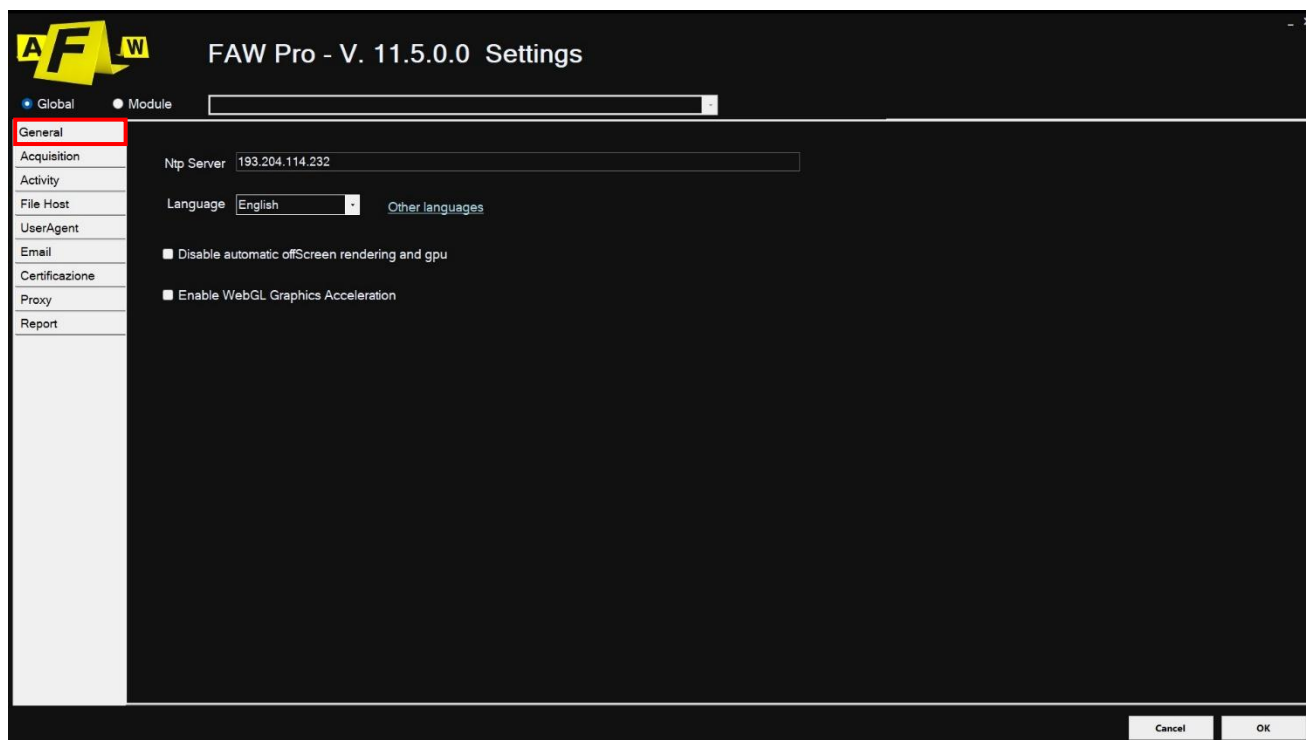 A F W
FAW Pro - V. 11.5.0.0 Settings
Global Module
General
Acquisition
Activity
File Host
UserAgent
Email
Certificazione
Proxy
Report
Ntp Server 193.204.114.232
Language English Other languages
Disable automatic offScreen rendering and gpu
Enable WebGL Graphics Acceleration
Cancel OK